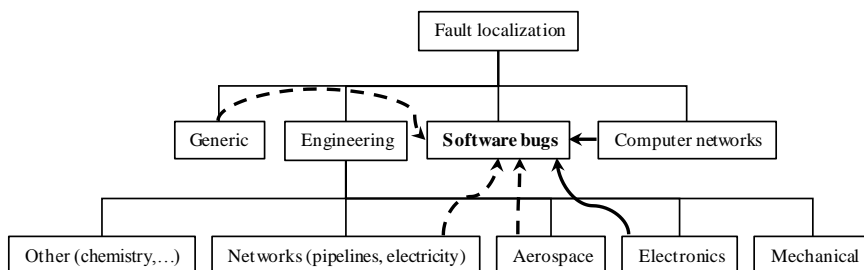 Fault localization
Generic
Engineering
Software bugs
Computer networks
Other (chemistry,…)
Networks (pipelines, electricity)
Aerospace
Electronics
Mechanical